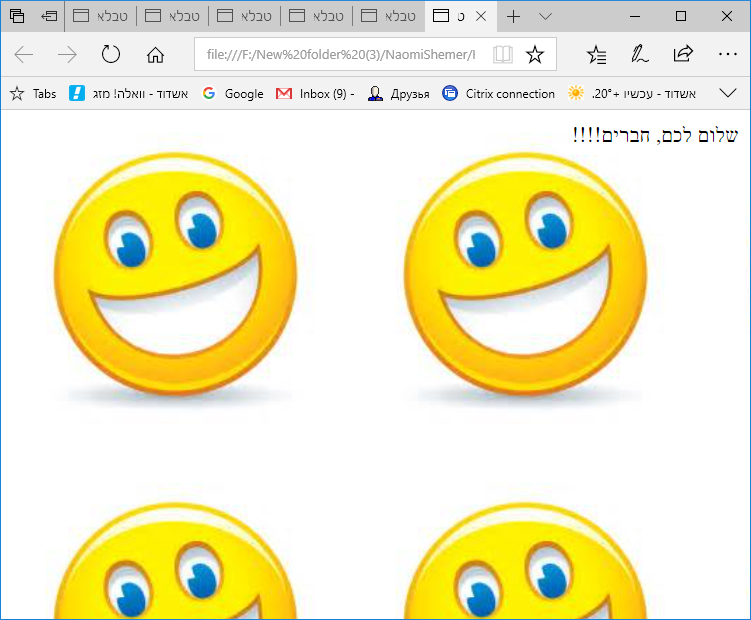 טבלא טבלא טבלא טבלא טבלא ט
file:///F:/New%20folder%20(3)/NaomiShemer/
Tabs אשדוד - וואלה! מזג Google Inbox (9) - Друзья Citrix connection אשדוד - עכשיו +20°.
שלום לכם, חברים!!!!